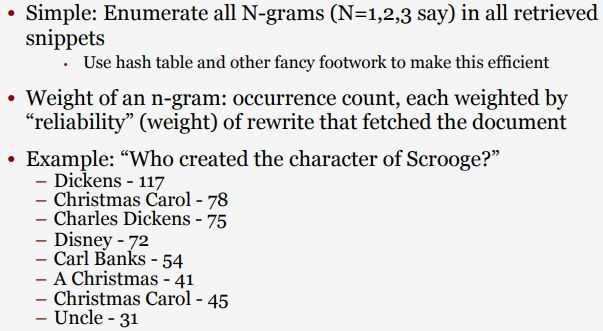 • Simple: Enumerate all N-grams (N=1,2,3 say) in all retrieved
snippets
• Use hash table and other fancy footwork to make this efficient
• Weight of an n-gram: occurrence count, each weighted by
“reliability” (weight) of rewrite that fetched the document
• Example: “Who created the character of Scrooge?”
– Dickens - 117
– Christmas Carol - 78
– Charles Dickens - 75
– Disney - 72
– Carl Banks - 54
– A Christmas - 41
– Christmas Carol - 45
– Uncle - 31